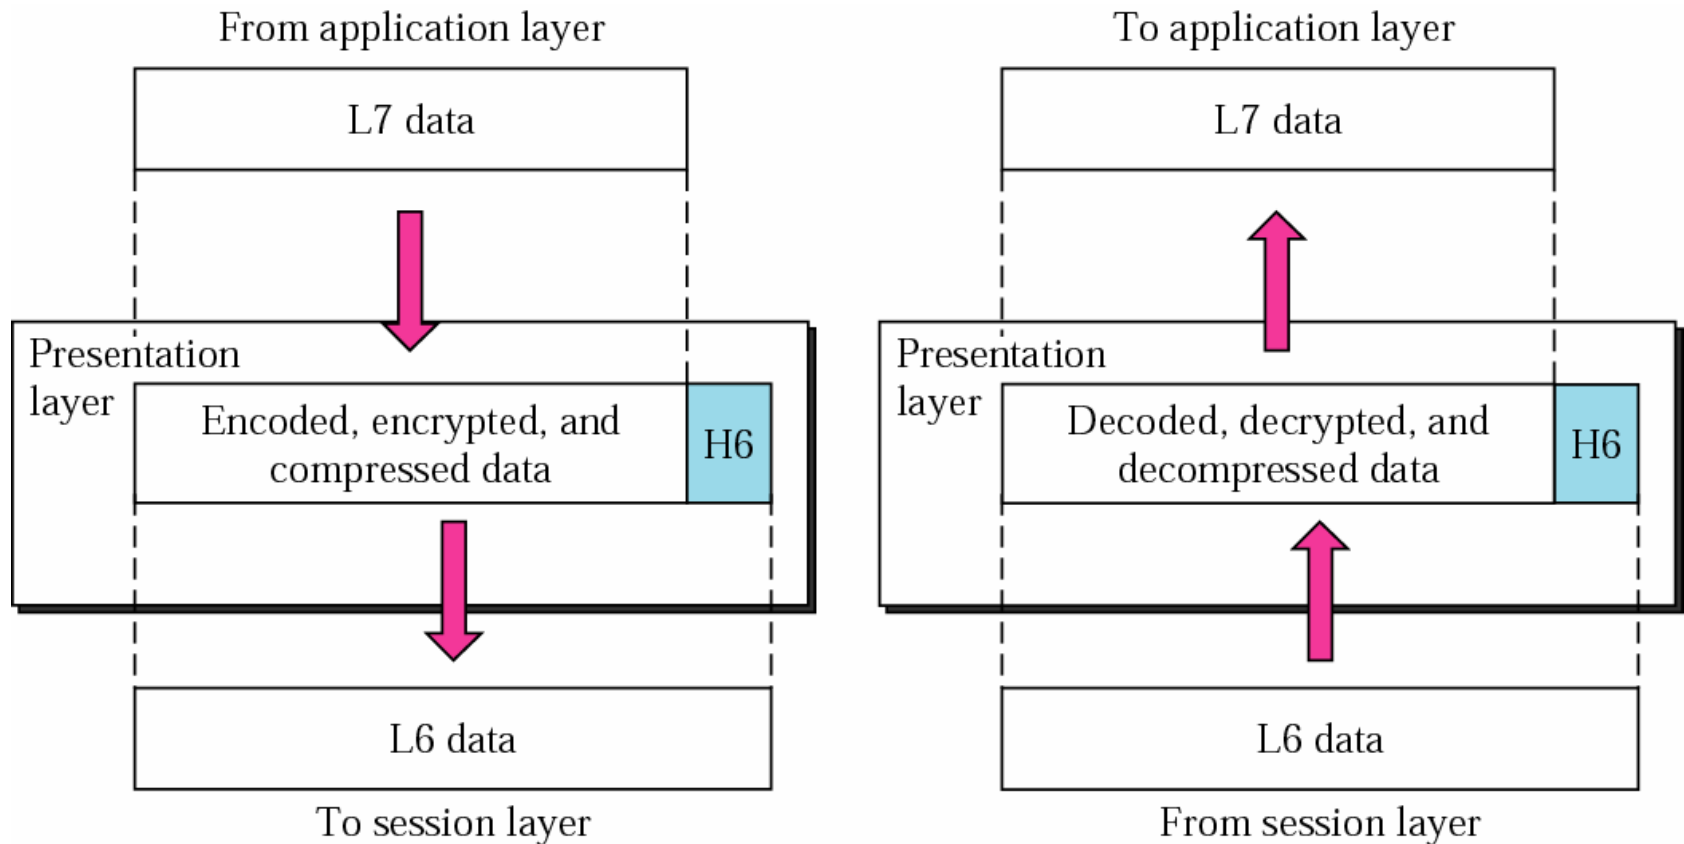 From application layer
L7 data
Presentation
layer
Encoded, encrypted, and
compressed data
H6
L6 data
To session layer
To application layer
L7 data
Presentation
layer
Decoded, decrypted, and
decompressed data
H6
L6 data
From session layer